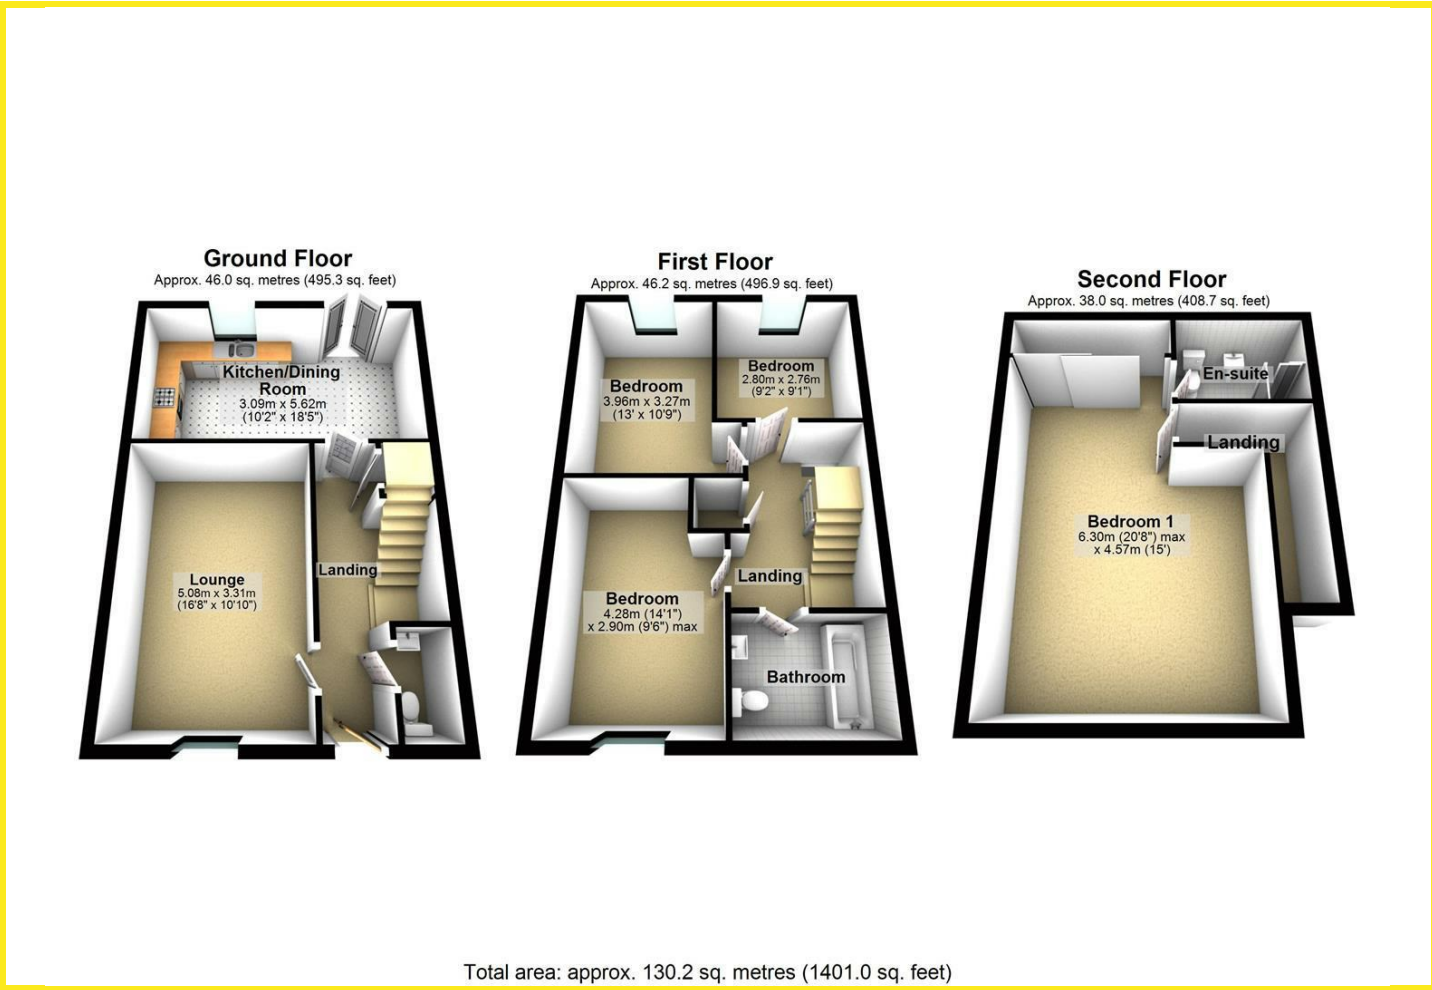 Ground Floor
Approx. 46.0 sq. metres (495.3 sq. feet)
Kitchen/Dining
Room
3.09m x 5.62m
(10'2" x 18'5")
Lounge
5.08m x 3.31m
(16'8" x 10'10")
Landing
First Floor
Approx. 46.2 sq. metres (496.9 sq. feet)
Bedroom
3.96m x 3.27m
(13' x 10'9")
Bedroom
2.80m x 2.76m
(9'2" x 9'1")
Landing
Bedroom
4.28m (14'1")
x 2.90m (9'6") max
Bathroom
Second Floor
Approx. 38.0 sq. metres (408.7 sq. feet)
En-suite
Landing
Bedroom 1
6.30m (20'8") max
x 4.57m (15')
Total area: approx. 130.2 sq. metres (1401.0 sq. feet)